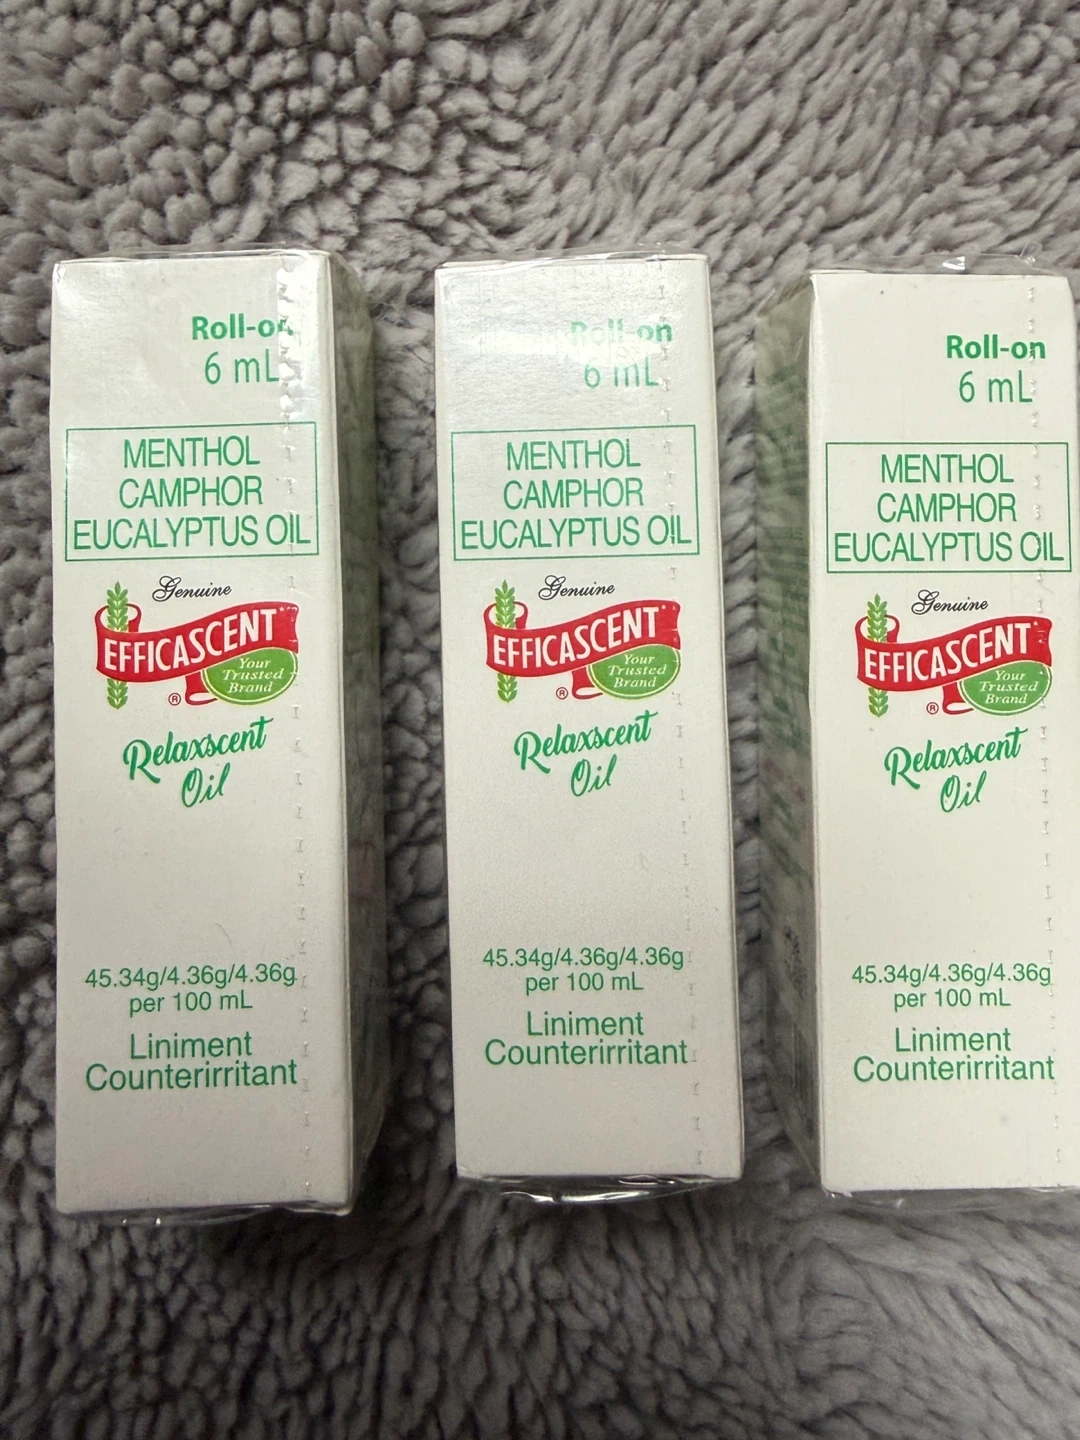 Roll-on
6 mL
MENTHOL
CAMPHOR
EUCALYPTUS OIL
Genuine
EFFICASCENT®
Your
Trusted
Brand
Relaxscent
Oil
45.34g/4.36g/4.36g
per 100 mL
Liniment
Counterirritant
Roll-on
6 mL
MENTHOL
CAMPHOR
EUCALYPTUS OIL
Genuine
EFFICASCENT®
Your
Trusted
Brand
Relaxscent
Oil
45.34g/4.36g/4.36g
per 100 mL
Liniment
Counterirritant
Roll-on
6 mL
MENTHOL
CAMPHOR
EUCALYPTUS OIL
Genuine
EFFICASCENT®
Your
Trusted
Brand
Relaxscent
Oil
45.34g/4.36g/4.36g
per 100 mL
Liniment
Counterirritant